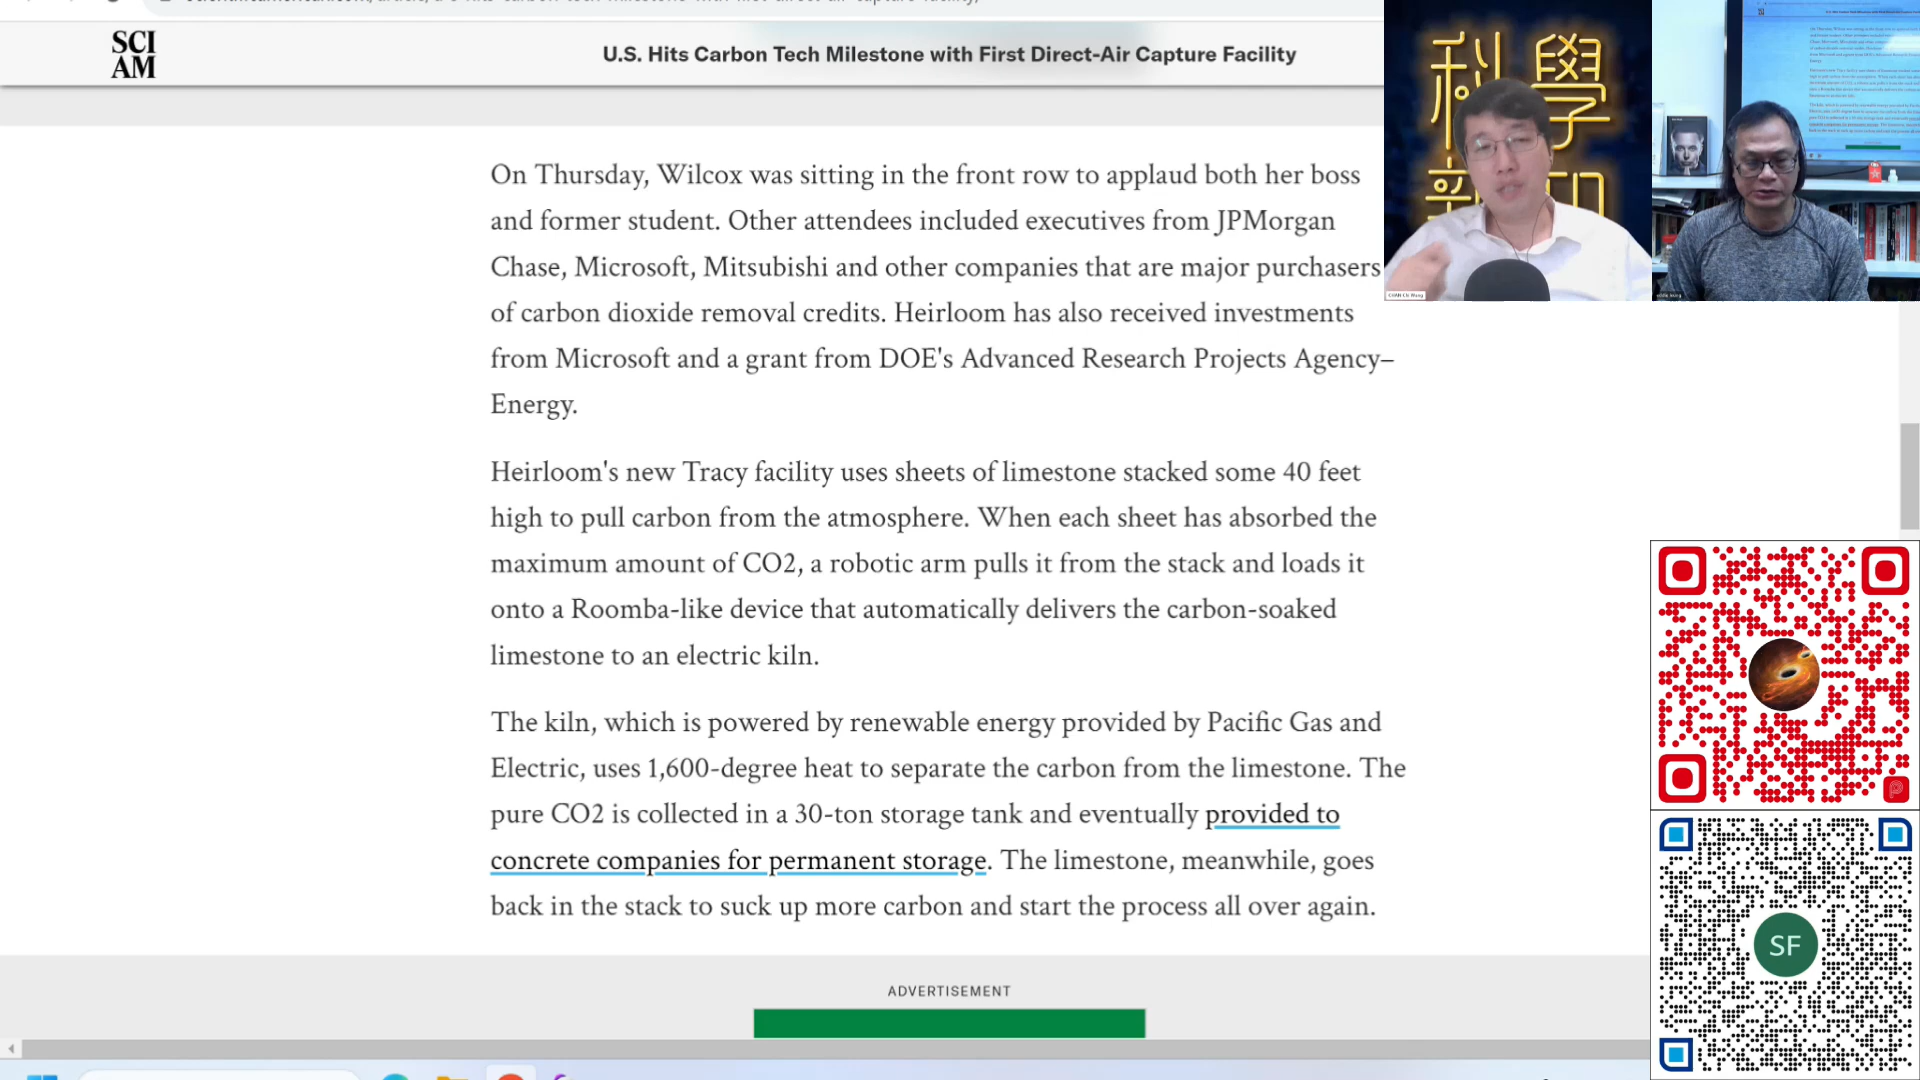 SCI
AM
U.S. Hits Carbon Tech Milestone with First Direct-Air Capture Facility
科學
新知
On Thursday, Wilcox was sitting in the front row to applaud both her boss
and former student. Other attendees included executives from JPMorgan
Chase, Microsoft, Mitsubishi and other companies that are major purchasers
of carbon dioxide removal credits. Heirloom has also received investments
from Microsoft and a grant from DOE's Advanced Research Projects Agency–
Energy.
CHAN Chi Wang
Heirloom's new Tracy facility uses sheets of limestone stacked some 40 feet
high to pull carbon from the atmosphere. When each sheet has absorbed the
maximum amount of CO2, a robotic arm pulls it from the stack and loads it
onto a Roomba-like device that automatically delivers the carbon-soaked
limestone to an electric kiln.
The kiln, which is powered by renewable energy provided by Pacific Gas and
Electric, uses 1,600-degree heat to separate the carbon from the limestone. The
pure CO2 is collected in a 30-ton storage tank and eventually provided to
concrete companies for permanent storage. The limestone, meanwhile, goes
back in the stack to suck up more carbon and start the process all over again.
SF
ADVERTISEMENT